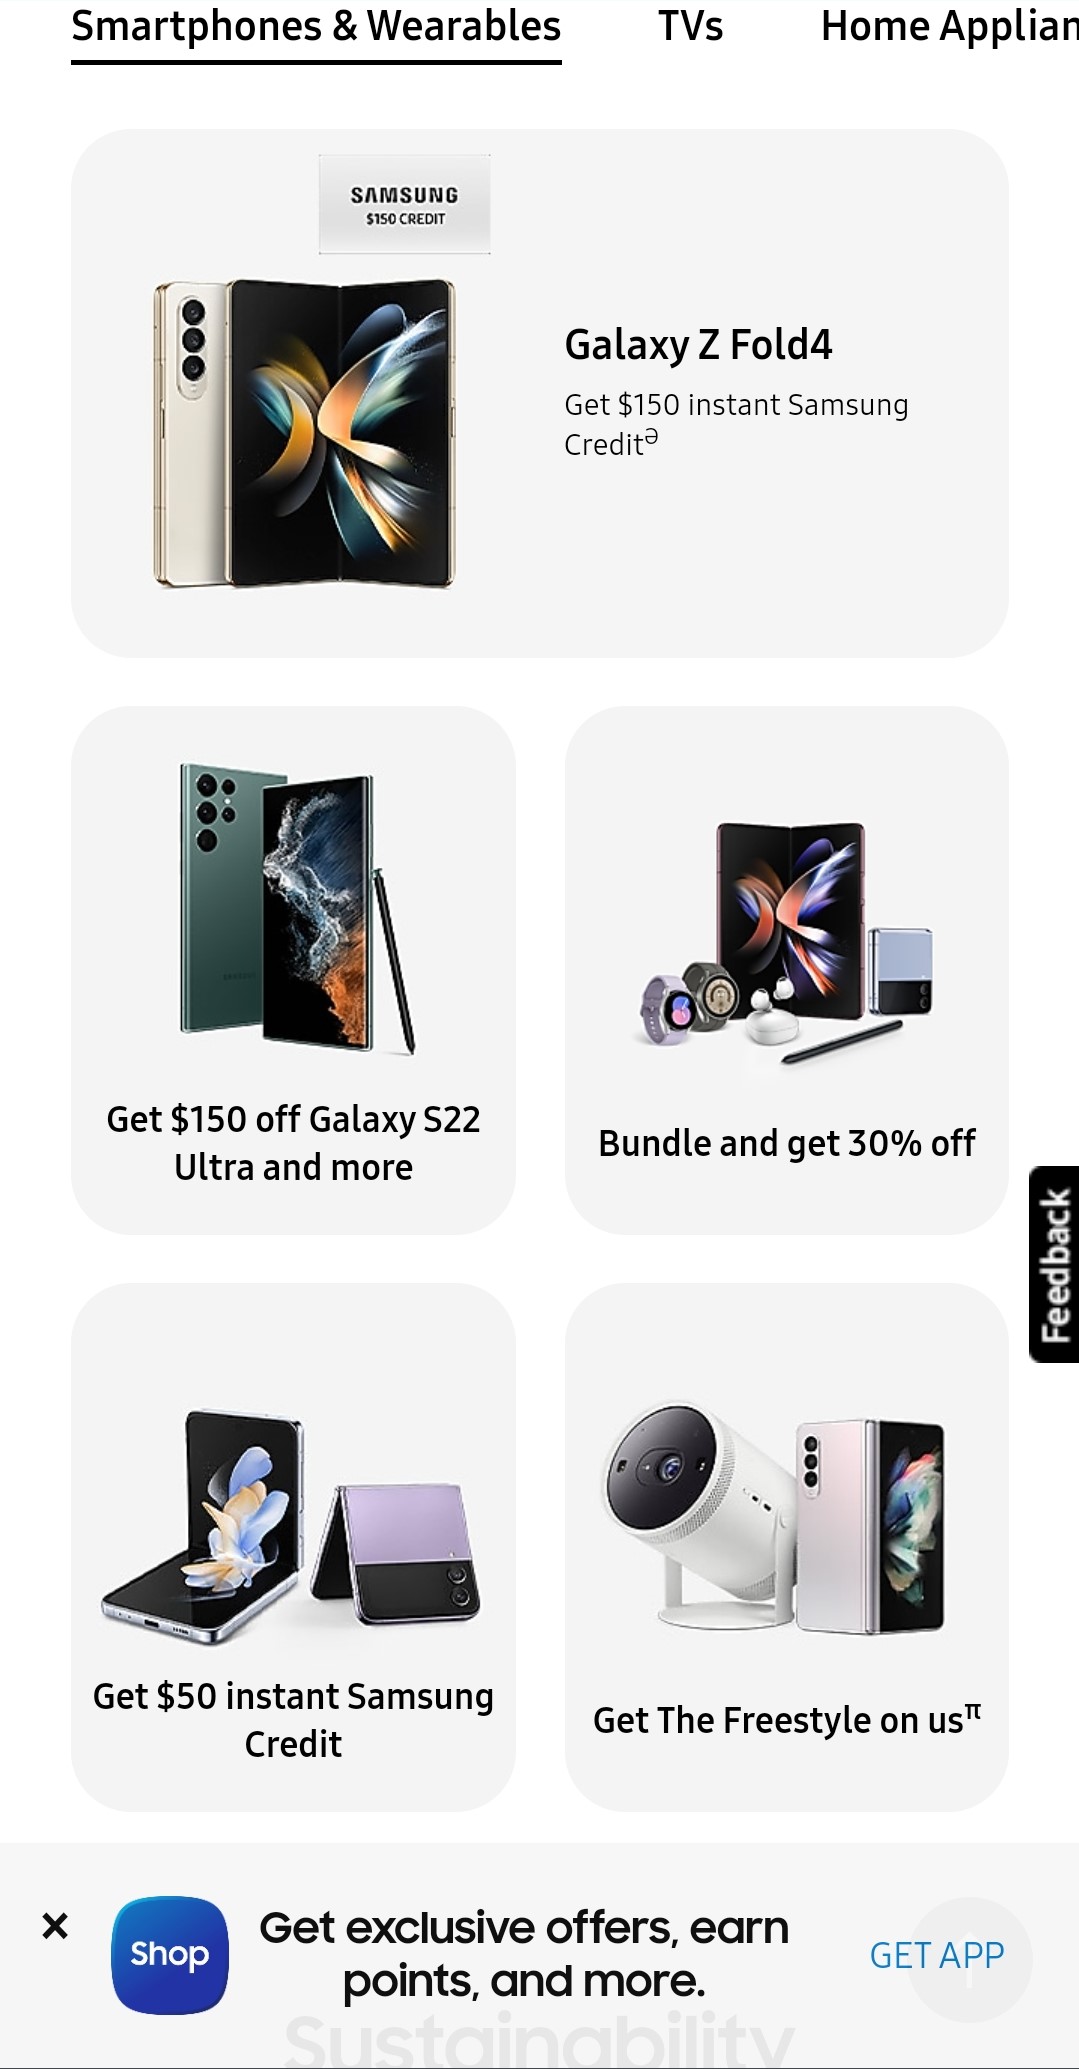 Smartphones & Wearables TVs Home Applian
SAMSUNG
$150 CREDIT
Galaxy Z Fold4
Get $150 instant Samsung
Creditə
Get $150 off Galaxy S22
Ultra and more
Bundle and get 30% off
Feedback
Get $50 instant Samsung
Credit
Get The Freestyle on usπ
Shop
Get exclusive offers, earn
points, and more.
GET APP
Sustainability